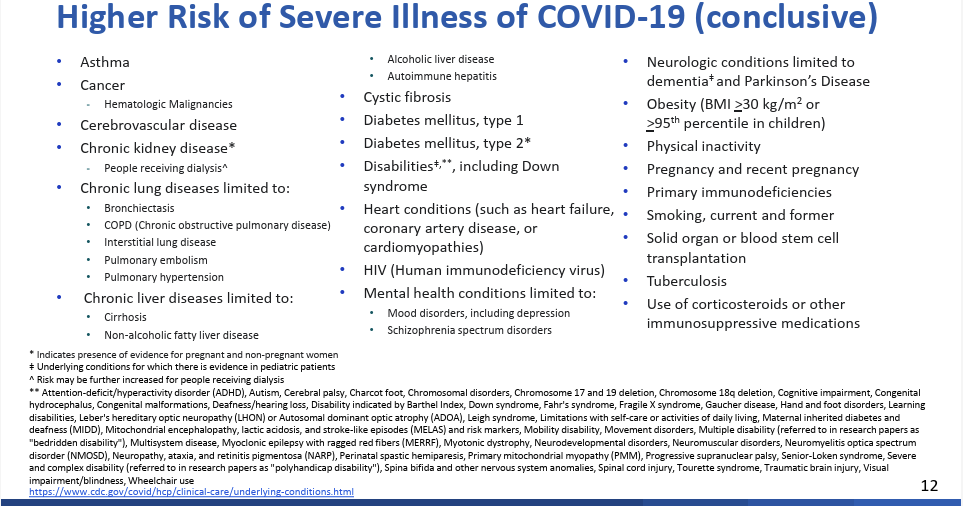 Higher Risk of Severe Illness of COVID-19 (conclusive)
• Asthma
• Cancer
- Hematologic Malignancies
• Cerebrovascular disease
• Chronic kidney disease*
- People receiving dialysis^
• Chronic lung diseases limited to:
• Bronchiectasis
• COPD (Chronic obstructive pulmonary disease)
• Interstitial lung disease
• Pulmonary embolism
• Pulmonary hypertension
• Chronic liver diseases limited to:
• Cirrhosis
• Non-alcoholic fatty liver disease
• Alcoholic liver disease
• Autoimmune hepatitis
• Cystic fibrosis
• Diabetes mellitus, type 1
• Diabetes mellitus, type 2*
• Disabilities‡,**, including Down
syndrome
• Heart conditions (such as heart failure,
coronary artery disease, or
cardiomyopathies)
• HIV (Human immunodeficiency virus)
• Mental health conditions limited to:
• Mood disorders, including depression
• Schizophrenia spectrum disorders
• Neurologic conditions limited to
dementia‡ and Parkinson's Disease
• Obesity (BMI ≥30 kg/m² or
≥95th percentile in children)
• Physical inactivity
• Pregnancy and recent pregnancy
• Primary immunodeficiencies
• Smoking, current and former
• Solid organ or blood stem cell
transplantation
• Tuberculosis
• Use of corticosteroids or other
immunosuppressive medications
* Indicates presence of evidence for pregnant and non-pregnant women
‡ Underlying conditions for which there is evidence in pediatric patients
^ Risk may be further increased for people receiving dialysis
** Attention-deficit/hyperactivity disorder (ADHD), Autism, Cerebral palsy, Charcot foot, Chromosomal disorders, Chromosome 17 and 19 deletion, Chromosome 18q deletion, Cognitive impairment, Congenital
hydrocephalus, Congenital malformations, Deafness/hearing loss, Disability indicated by Barthel Index, Down syndrome, Fahr's syndrome, Fragile X syndrome, Gaucher disease, Hand and foot disorders, Learning
disabilities, Leber's hereditary optic neuropathy (LHON) or Autosomal dominant optic atrophy (ADOA), Leigh syndrome, Limitations with self-care or activities of daily living, Maternal inherited diabetes and
deafness (MIDD), Mitochondrial encephalopathy, lactic acidosis, and stroke-like episodes (MELAS) and risk markers, Mobility disability, Movement disorders, Multiple disability (referred to in research papers as
"bedridden disability"), Multisystem disease, Myoclonic epilepsy with ragged red fibers (MERRF), Myotonic dystrophy, Neurodevelopmental disorders, Neuromuscular disorders, Neuromyelitis optica spectrum
disorder (NMOSD), Neuropathy, ataxia, and retinitis pigmentosa (NARP), Perinatal spastic hemiparesis, Primary mitochondrial myopathy (PMM), Progressive supranuclear palsy, Senior-Loken syndrome, Severe
and complex disability (referred to in research papers as "polyhandicap disability"), Spina bifida and other nervous system anomalies, Spinal cord injury, Tourette syndrome, Traumatic brain injury, Visual
impairment/blindness, Wheelchair use
https://www.cdc.gov/covid/hcp/clinical-care/underlying-conditions.html
12